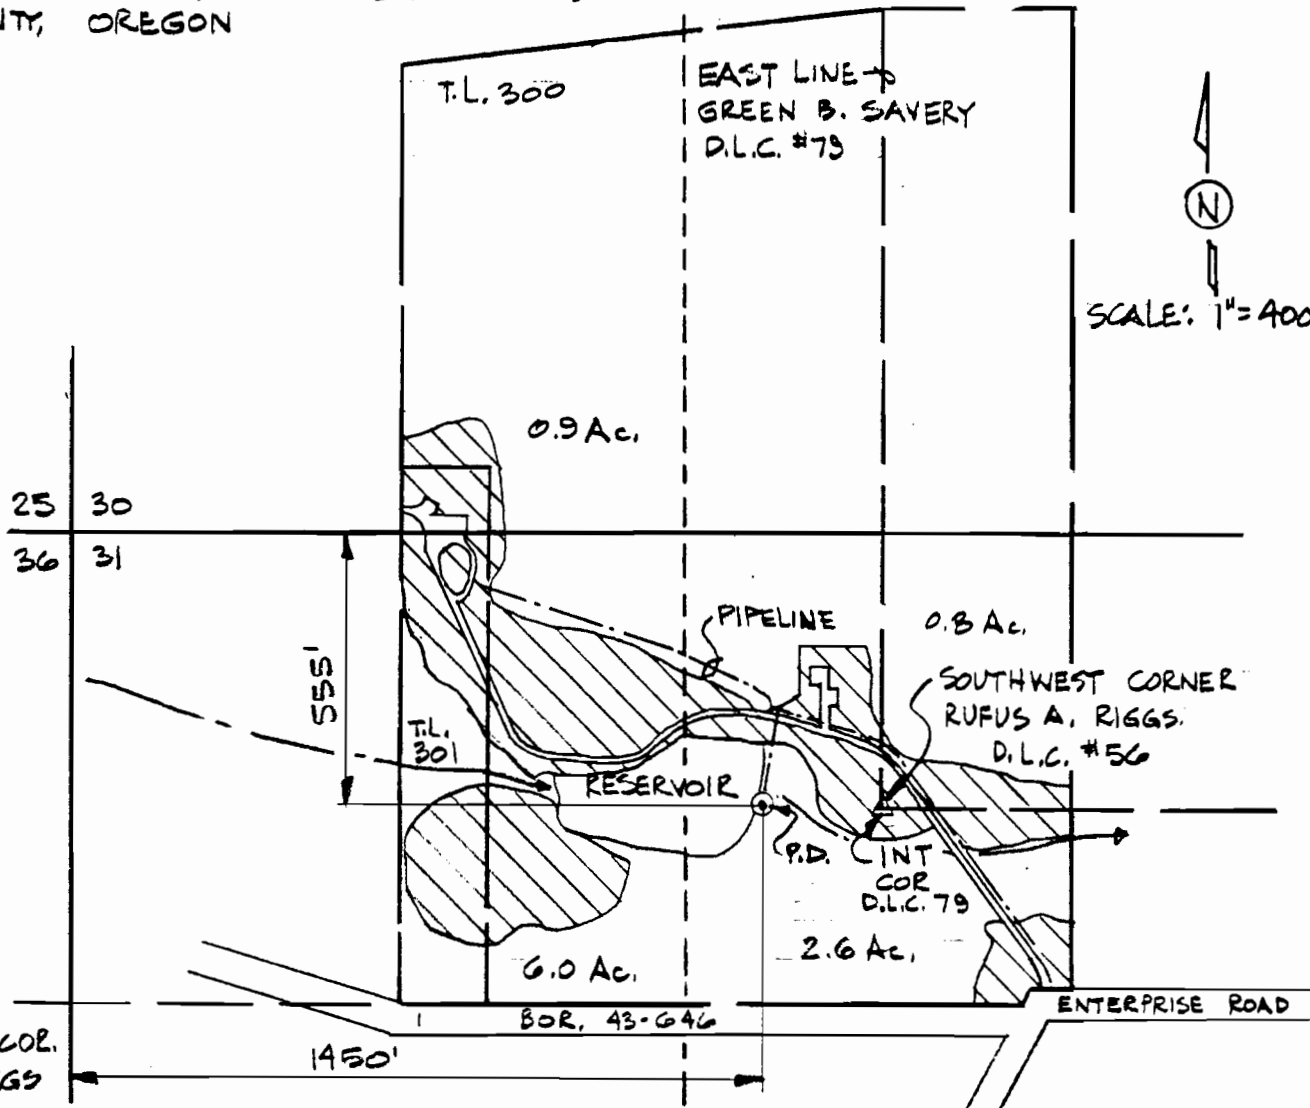 NTY, OREGON
T.L. 300
EAST LINE
GREEN B. SAVERY
D.L.C. #79
N
SCALE: 1"=400
0.9 Ac.
25 30
36 31
555'
PIPELINE
0.8 Ac.
SOUTHWEST CORNER
RUFUS A. RIGGS.
D.L.C. #56
T.L.
301
RESERVOIR
P.D.
INT
COR
D.L.C. 79
6.0 Ac.
2.6 Ac.
BOR. 43-646
ENTERPRISE ROAD
COR.
GGS
1450'